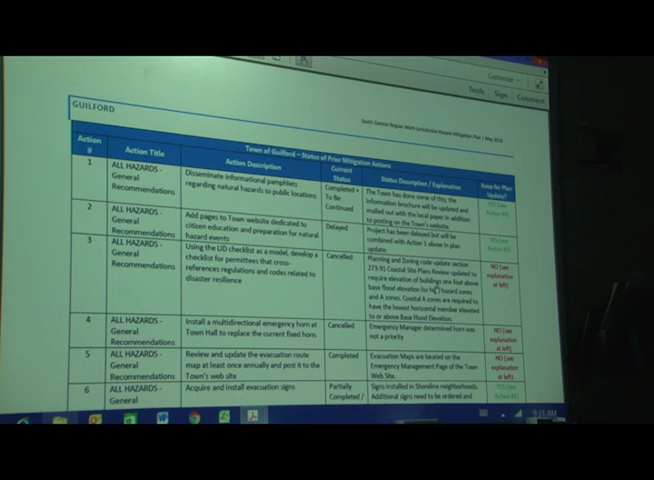 Customize
Tools Sign Comment
GUILFORD
South Central Region Multi-Jurisdiction Hazard Mitigation Plan | May 2018
Town of Guilford – Status of Prior Mitigation Actions
Action # Action Title Action Description Current Status Status Description / Explanation Keep for Plan Update?
1 ALL HAZARDS - General Recommendations Disseminate informational pamphlets regarding natural hazards to public locations Completed + To Be Continued The Town has done some of this; the information brochure will be updated and mailed out with the local paper in addition to posting on the Town's website. YES (see Action #1)
2 ALL HAZARDS - General Recommendations Add pages to Town website dedicated to citizen education and preparation for natural hazard events Delayed Project has been delayed but will be combined with Action 1 above in plan update. YES (see
3 ALL HAZARDS - General Recommendations Using the LID checklist as a model, develop a checklist for permittees that cross-references regulations and codes related to disaster resilience Cancelled Planning and Zoning code update section 273-91 Coastal Site Plans Review updated to require elevation of buildings one foot above base flood elevation for hazard zones and A zones. Coastal A zones are required to have the lowest horizontal member elevated to or above Base Flood Elevation. NO (see explanation at left)
4 ALL HAZARDS - General Recommendations Install a multidirectional emergency horn at Town Hall to replace the current fixed horn. Cancelled Emergency Manager determined horn was not a priority NO (see explanation at left)
5 ALL HAZARDS - General Recommendations Review and update the evacuation route map at least once annually and post it to the Town's web site Completed Evacuation Maps are located on the Emergency Management Page of the Town Web Site. NO (see explanation at left)
6 ALL HAZARDS - General Acquire and install evacuation signs Partially Completed / Signs installed in Shoreline neighborhoods. Additional signs need to be ordered and YES (see
9:31 AM